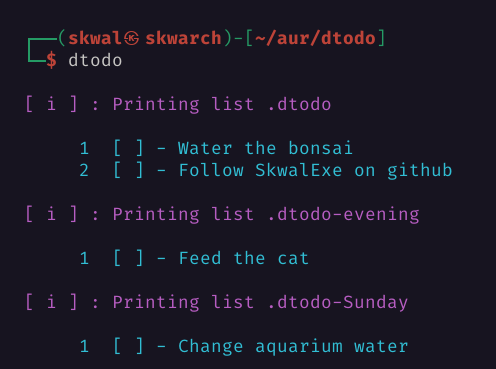 ┌──(skwal㉿skwarch)-[~/aur/dtodo]
└─$ dtodo
[ i ] : Printing list .dtodo
1 [ ] - Water the bonsai
2 [ ] - Follow SkwalExe on github
[ i ] : Printing list .dtodo-evening
1 [ ] - Feed the cat
[ i ] : Printing list .dtodo-Sunday
1 [ ] - Change aquarium water